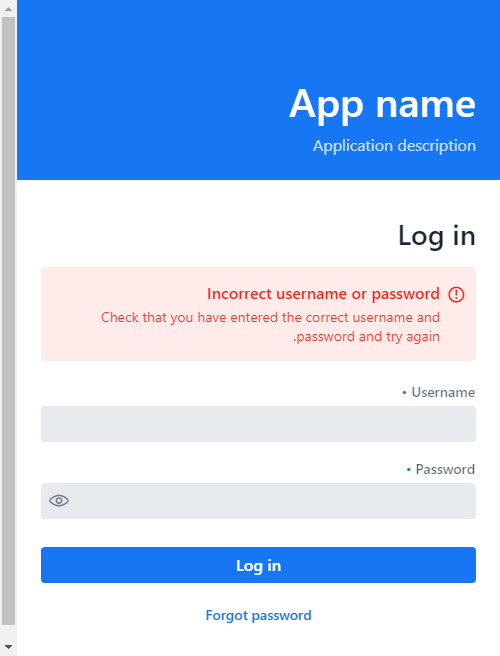 App name
Application description
Log in
Incorrect username or password
Check that you have entered the correct username and
.password and try again
• Username
• Password
Log in
Forgot password